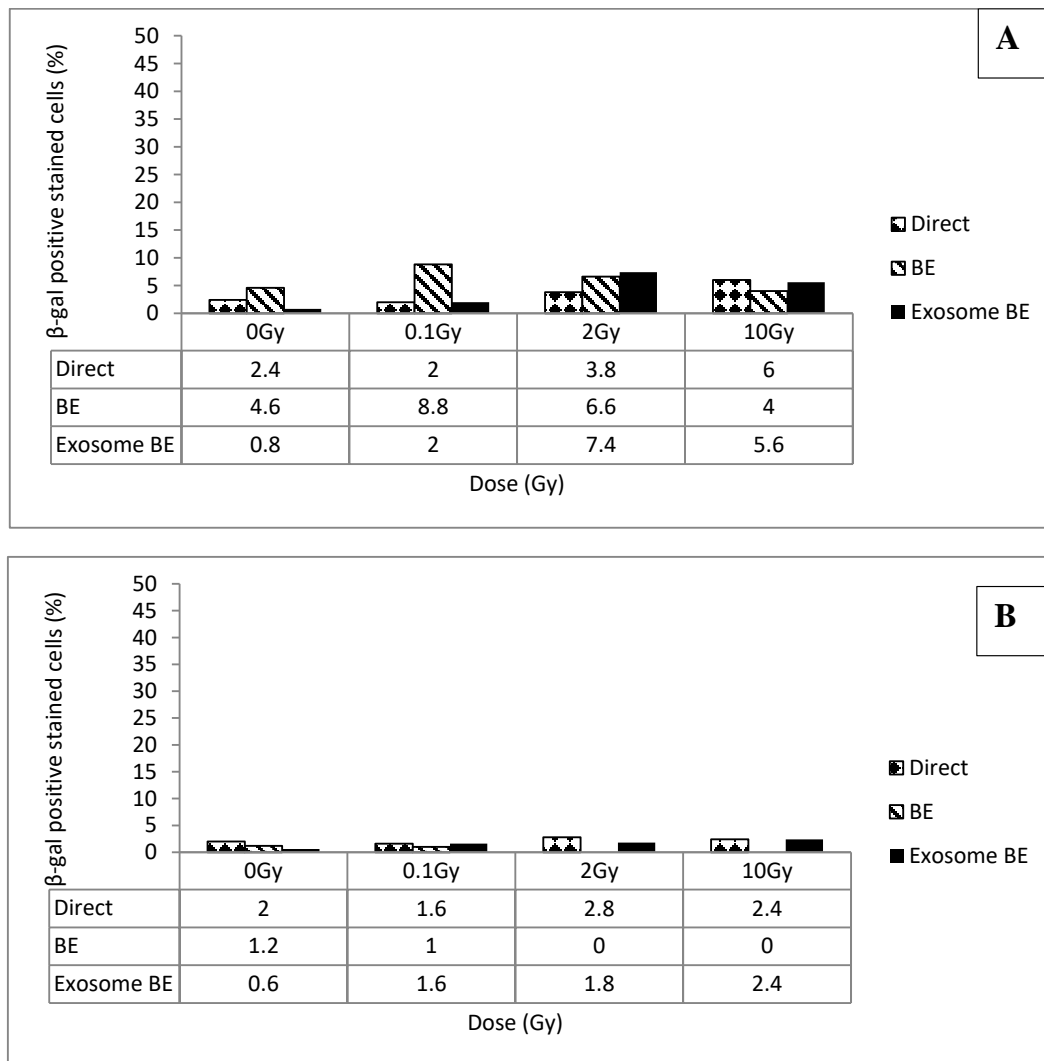 A
β-gal positive stained cells (%)
50
45
40
35
30
25
20
15
10
5
0
Direct
BE
Exosome BE
0Gy 0.1Gy 2Gy 10Gy
Direct 2.4 2 3.8 6
BE 4.6 8.8 6.6 4
Exosome BE 0.8 2 7.4 5.6
Dose (Gy)
B
β-gal positive stained cells (%)
50
45
40
35
30
25
20
15
10
5
0
Direct
BE
Exosome BE
0Gy 0.1Gy 2Gy 10Gy
Direct 2 1.6 2.8 2.4
BE 1.2 1 0 0
Exosome BE 0.6 1.6 1.8 2.4
Dose (Gy)